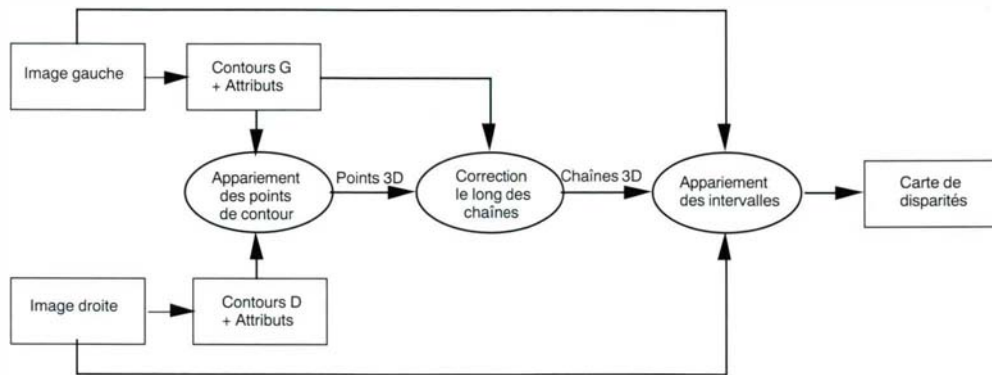 Image gauche
Contours G
+ Attributs
Appariement
des points
de contour
Points 3D
Correction
le long des
chaînes
Chaînes 3D
Appariement
des intervalles
Carte de
disparités
Image droite
Contours D
+ Attributs